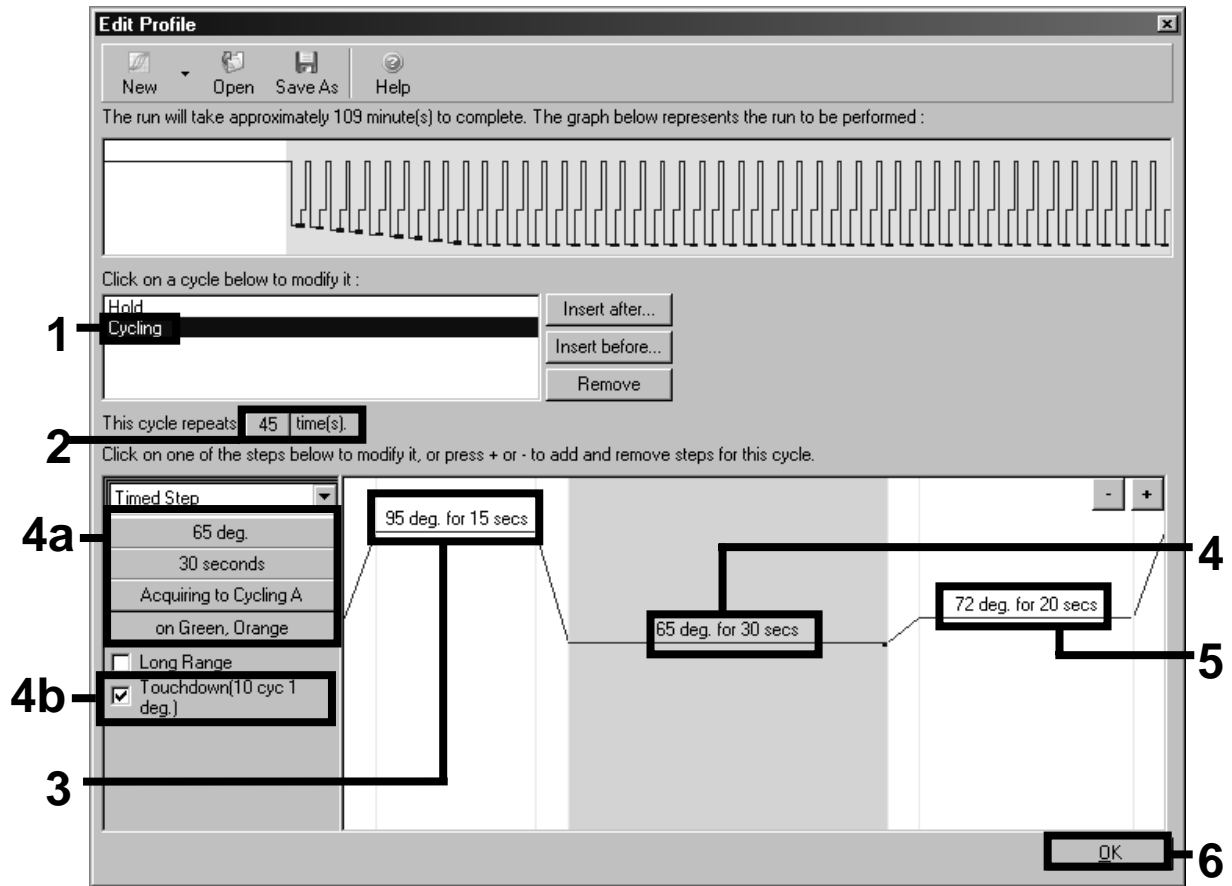 Edit Profile
New Open Save As Help
The run will take approximately 109 minute(s) to complete. The graph below represents the run to be performed :
Click on a cycle below to modify it :
Hold
1
Cycling
Insert after...
Insert before...
Remove
2
This cycle repeats 45 time(s).
Click on one of the steps below to modify it, or press + or - to add and remove steps for this cycle.
Timed Step
4a
65 deg.
30 seconds
Acquiring to Cycling A
on Green, Orange
Long Range
4b
Touchdown(10 cyc 1
deg.)
95 deg. for 15 secs
3
65 deg. for 30 secs
4
72 deg. for 20 secs
5
- +
OK
6